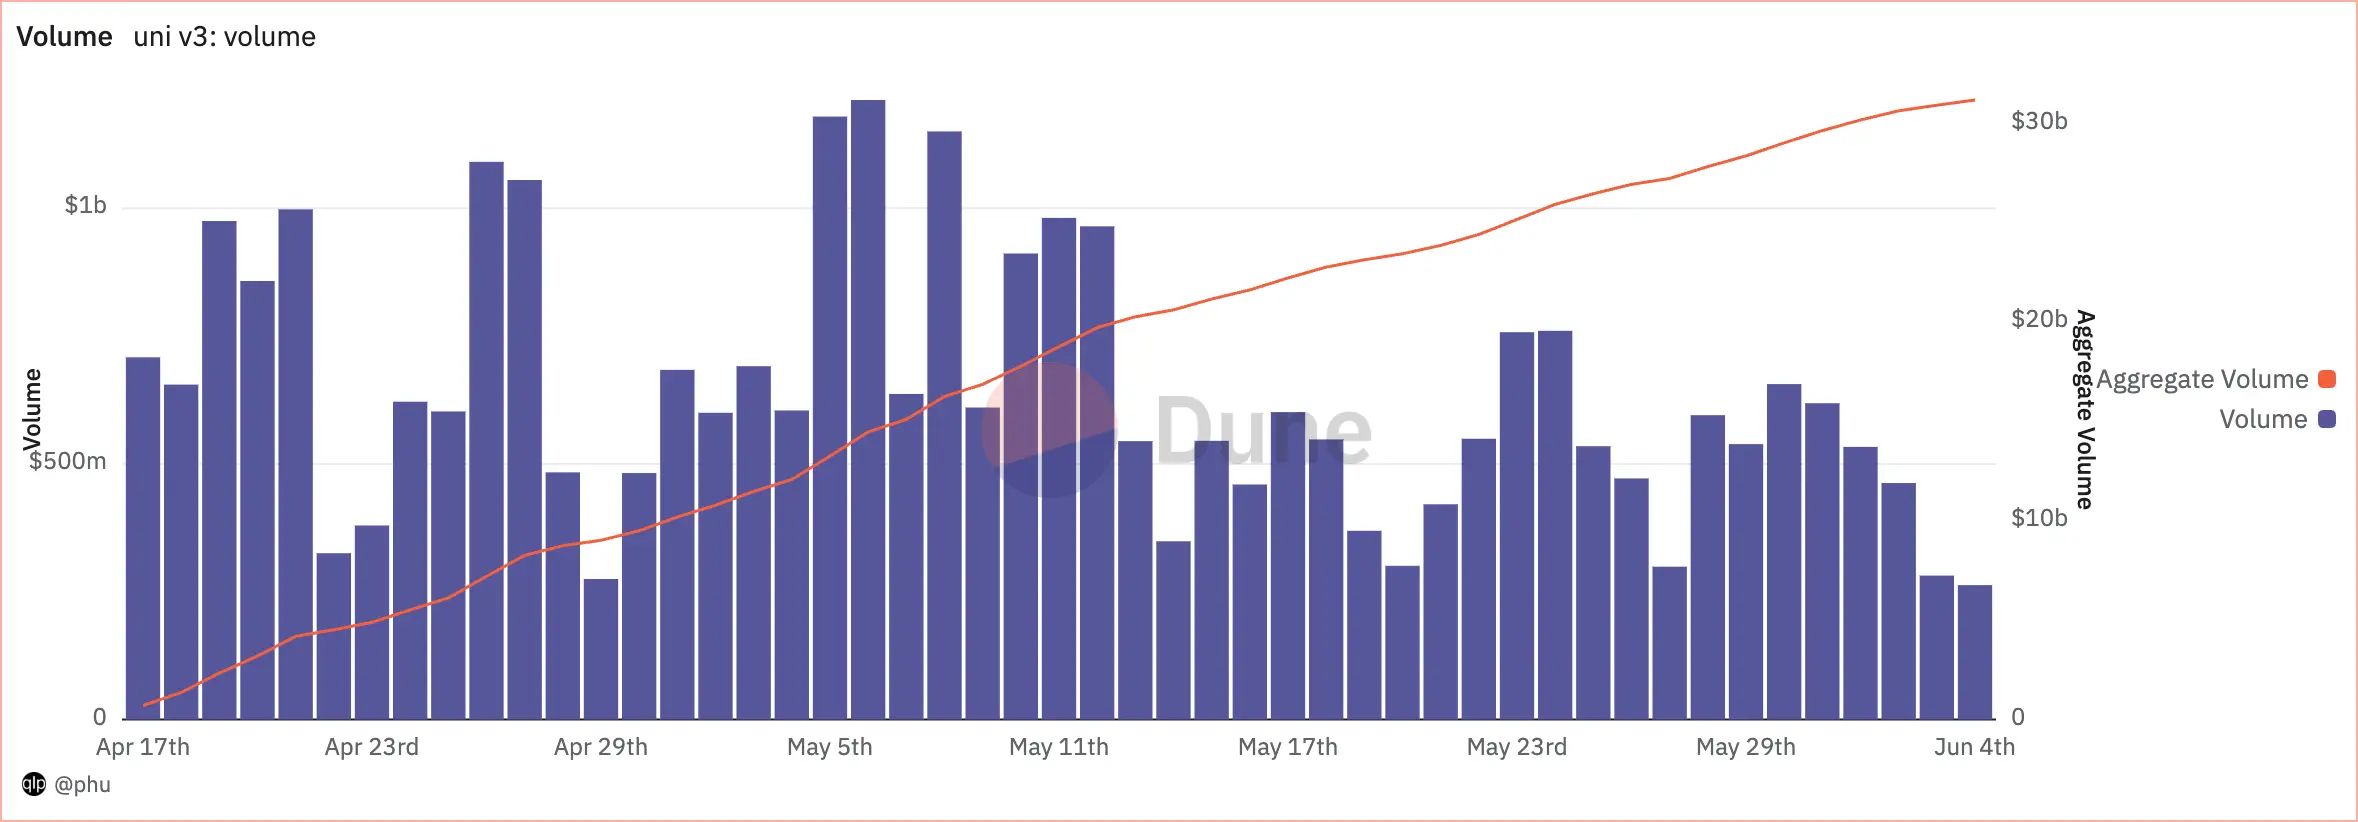 Volume uni v3: volume
$1b
$500m
0
Volume
$30b
$20b
$10b
0
Aggregate Volume
Aggregate Volume
Volume
Dune
Apr 17th Apr 23rd Apr 29th May 5th May 11th May 17th May 23rd May 29th Jun 4th
qlp @phu